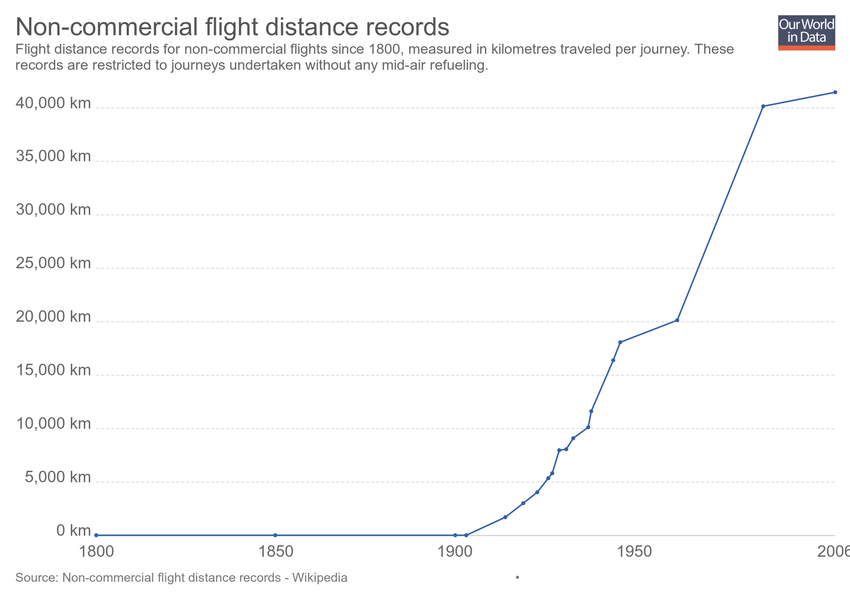 Non-commercial flight distance records
Our World
in Data
Flight distance records for non-commercial flights since 1800, measured in kilometres traveled per journey. These
records are restricted to journeys undertaken without any mid-air refueling.
40,000 km
35,000 km
30,000 km
25,000 km
20,000 km
15,000 km
10,000 km
5,000 km
0 km
1800 1850 1900 1950 2006
Source: Non-commercial flight distance records - Wikipedia